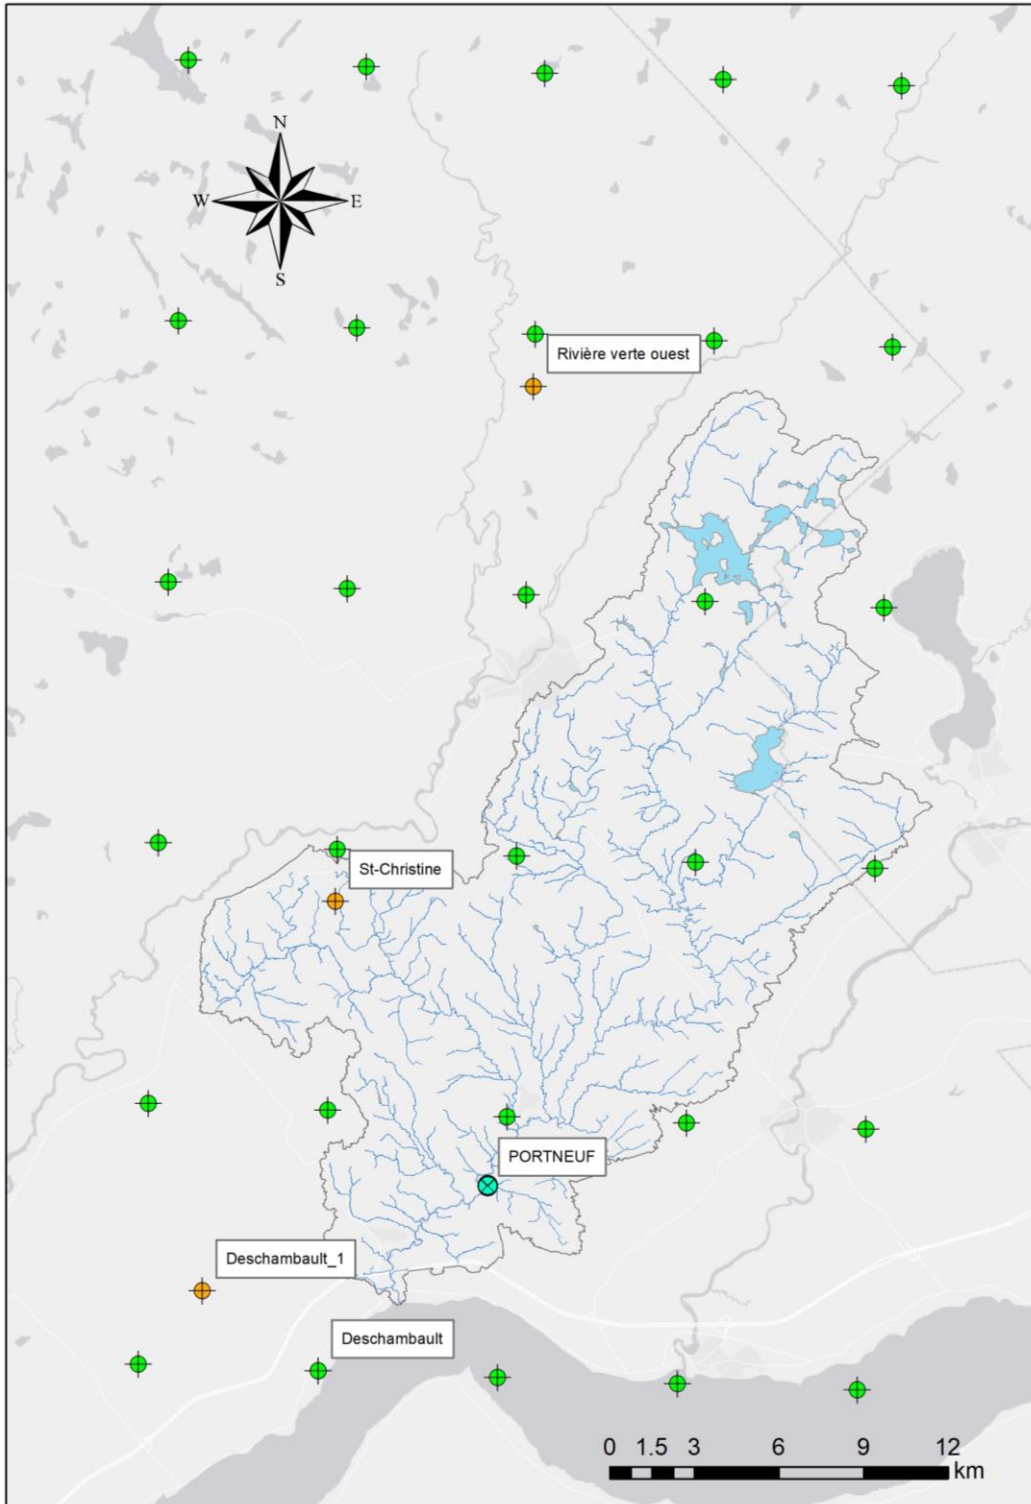 N
W E
S
Rivière verte ouest
St-Christine
PORTNEUF
Deschambault_1
Deschambault
0 1.5 3 6 9 12
km